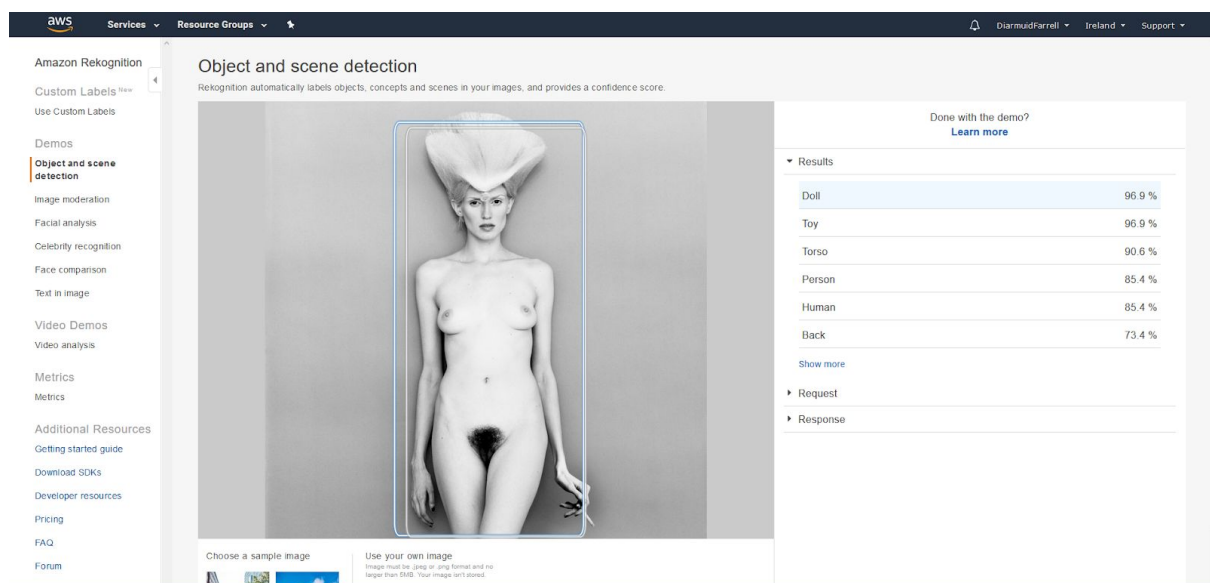 aws
Services
Resource Groups
DiarmuidFarrell
Ireland
Support
Amazon Rekognition
Custom Labels New
Use Custom Labels
Demos
Object and scene
detection
Image moderation
Facial analysis
Celebrity recognition
Face comparison
Text in image
Video Demos
Video analysis
Metrics
Metrics
Additional Resources
Getting started guide
Download SDKs
Developer resources
Pricing
FAQ
Forum
Object and scene detection
Rekognition automatically labels objects, concepts and scenes in your images, and provides a confidence score.
Choose a sample image
Use your own image
Image must be .jpeg or .png format and no
larger than 5MB. Your image isn't stored.
Done with the demo?
Learn more
Results
Doll 96.9 %
Toy 96.9 %
Torso 90.6 %
Person 85.4 %
Human 85.4 %
Back 73.4 %
Show more
Request
Response